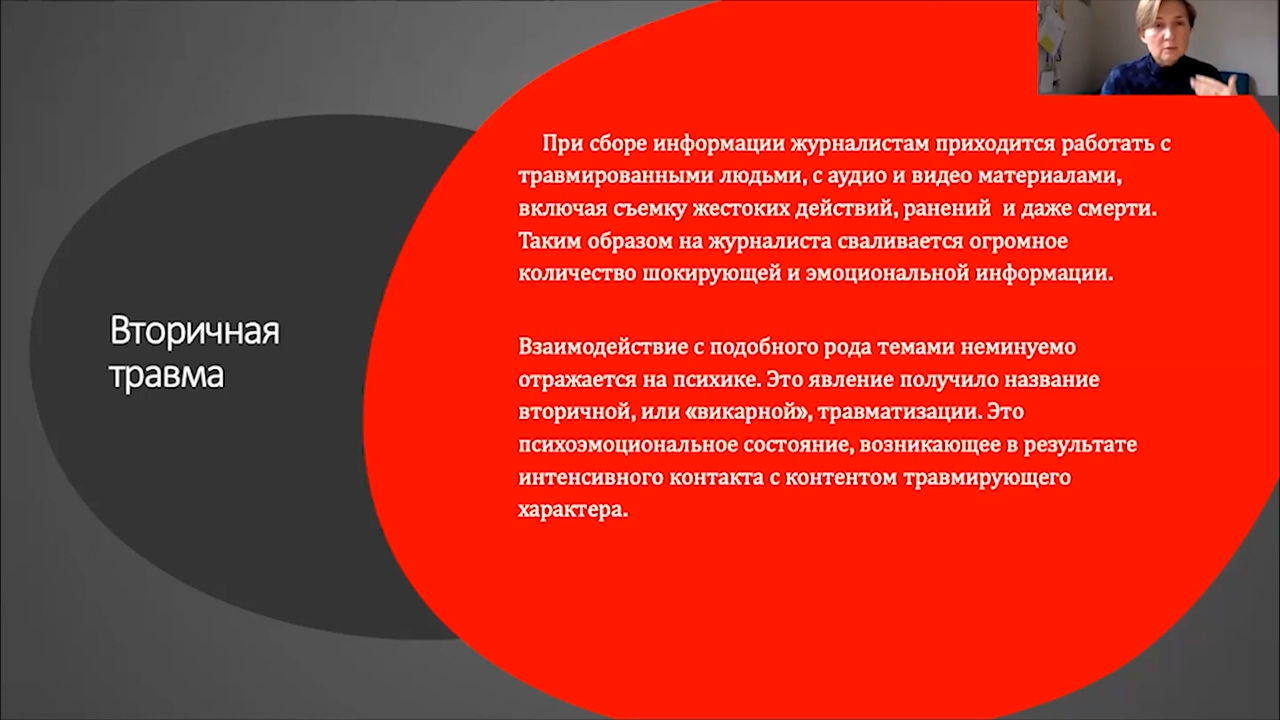 Вторичная
травма
При сборе информации журналистам приходится работать с
травмированными людьми, с аудио и видео материалами,
включая съемку жестоких действий, ранений и даже смерти.
Таким образом на журналиста сваливается огромное
количество шокирующей и эмоциональной информации.
Взаимодействие с подобного рода темами неминуемо
отражается на психике. Это явление получило название
вторичной, или «викарной», травматизации. Это
психоэмоциональное состояние, возникающее в результате
интенсивного контакта с контентом травмирующего
характера.